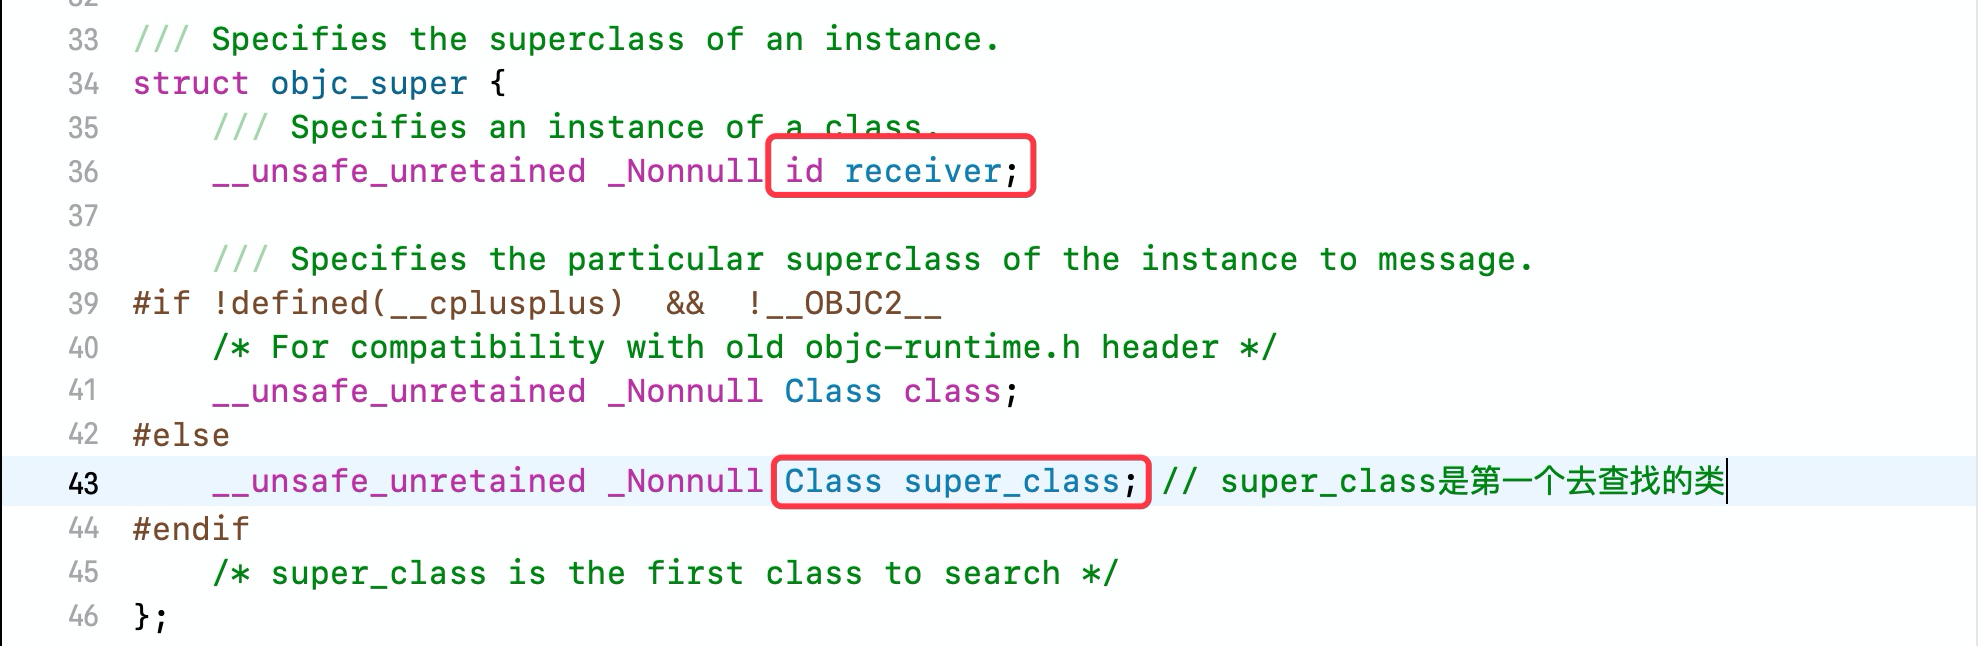 33 /// Specifies the superclass of an instance.
34 struct objc_super {
35     /// Specifies an instance of a class.
36     __unsafe_unretained _Nonnull id receiver;
37
38     /// Specifies the particular superclass of the instance to message.
39 #if !defined(__cplusplus)  &&  !__OBJC2__
40     /* For compatibility with old objc-runtime.h header */
41     __unsafe_unretained _Nonnull Class class;
42 #else
43     __unsafe_unretained _Nonnull Class super_class; // super_class是第一个去查找的类
44 #endif
45     /* super_class is the first class to search */
46 };